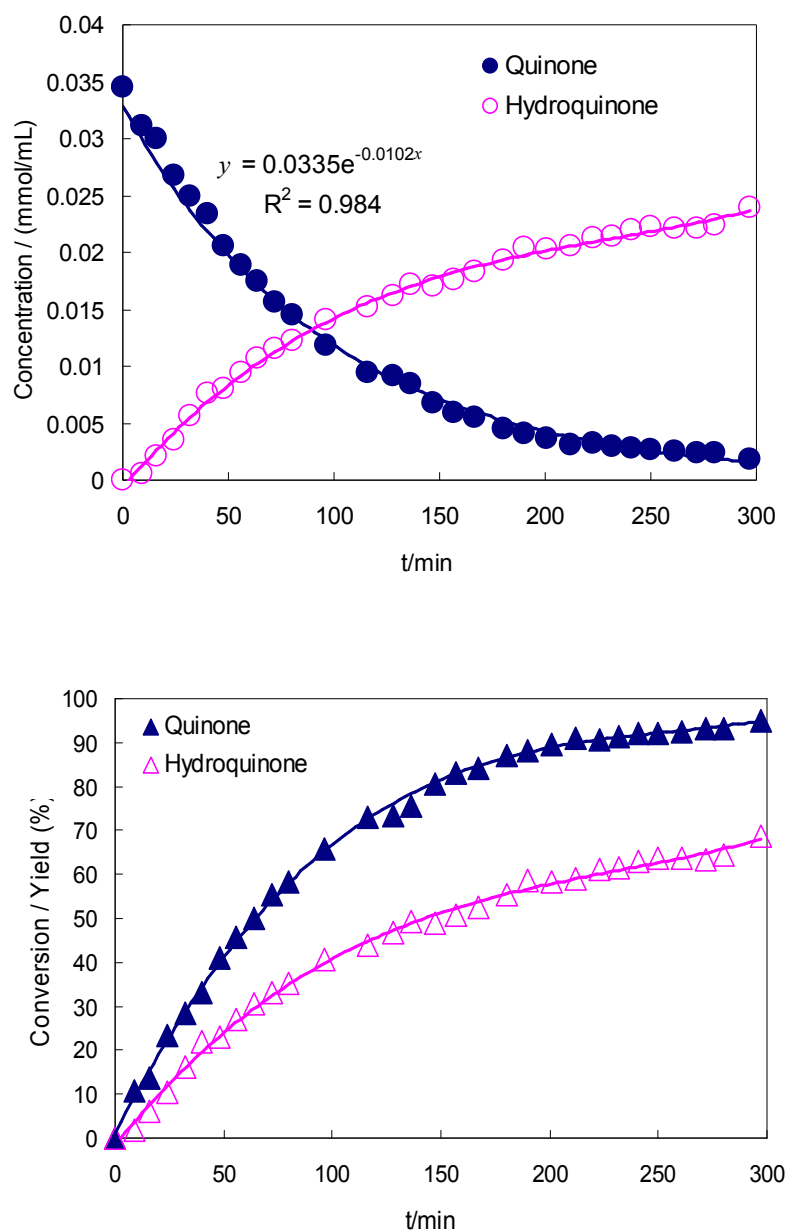 0.04
0.035
0.03
0.025
0.02
0.015
0.01
0.005
0
Concentration / (mmol/mL)
Quinone
Hydroquinone
y = 0.0335e^-0.0102x
R² = 0.984
0 50 100 150 200 250 300
t/min
100
90
80
70
60
50
40
30
20
10
0
Conversion / Yield (%)
Quinone
Hydroquinone
0 50 100 150 200 250 300
t/min